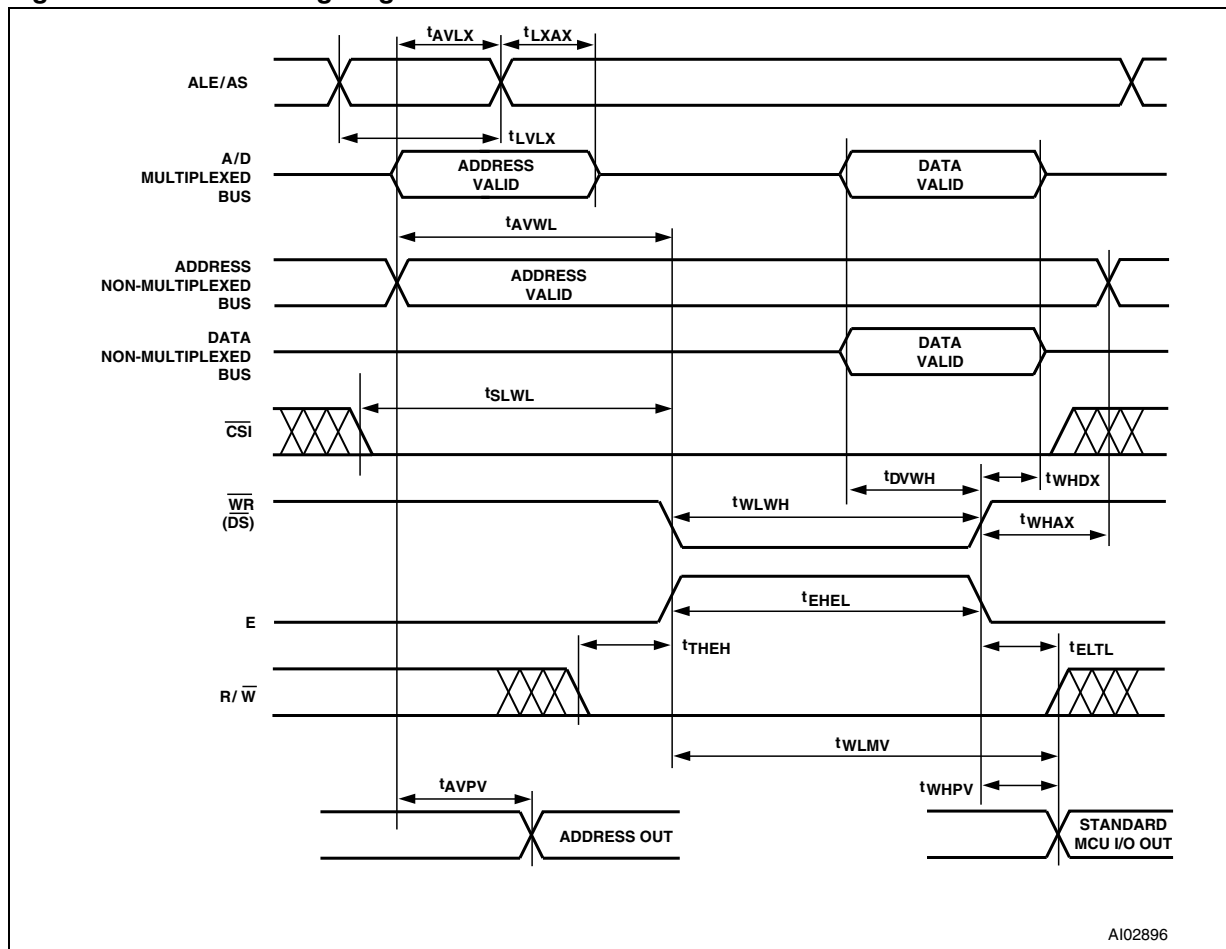 tAVLX
tLXAX
ALE/AS
tLVLX
A/D
MULTIPLEXED
BUS
ADDRESS
VALID
DATA
VALID
tAVWL
ADDRESS
NON-MULTIPLEXED
BUS
ADDRESS
VALID
DATA
NON-MULTIPLEXED
BUS
DATA
VALID
tSLWL
CSI
tDVWH
tWHDX
WR
(DS)
tWLWH
tWHAX
E
tEHEL
tTHEH
tELTL
R/ W
tWLMV
tAVPV
tWHPV
ADDRESS OUT
STANDARD
MCU I/O OUT
AI02896